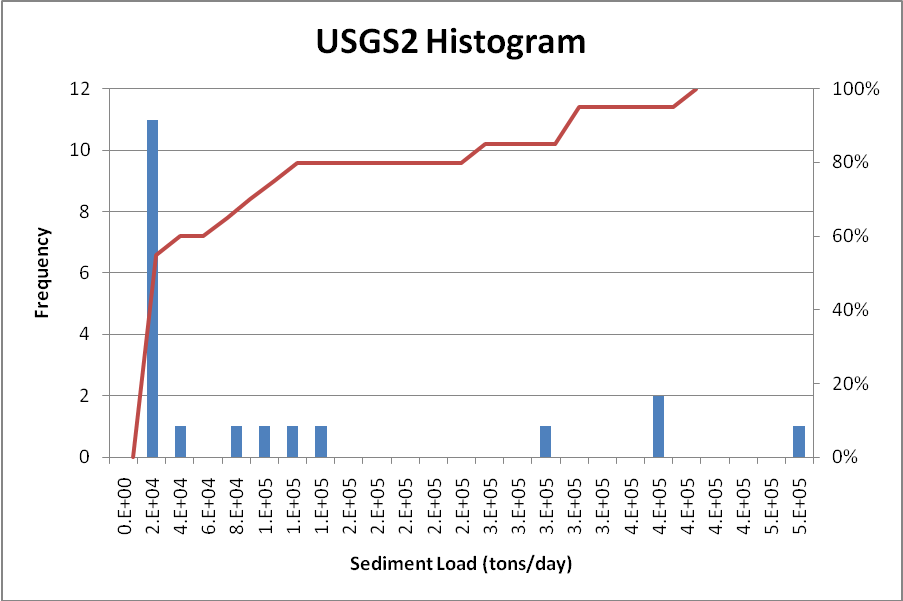 USGS2 Histogram
12
10
8
6
4
2
0
Frequency
100%
80%
60%
40%
20%
0%
0.E+00
2.E+04
4.E+04
6.E+04
8.E+04
1.E+05
1.E+05
1.E+05
2.E+05
2.E+05
2.E+05
2.E+05
2.E+05
3.E+05
3.E+05
3.E+05
3.E+05
3.E+05
4.E+05
4.E+05
4.E+05
4.E+05
4.E+05
5.E+05
5.E+05
Sediment Load (tons/day)